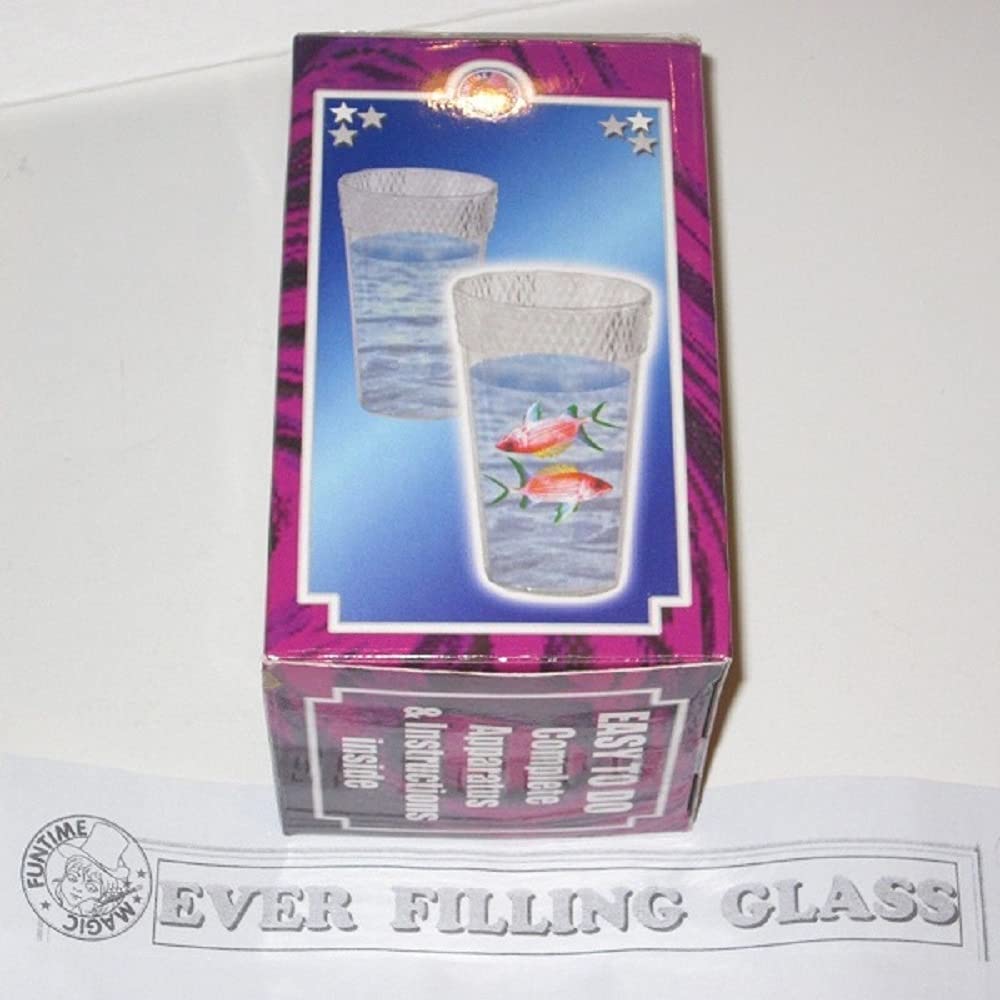 EASY TO DO
Complete
Apparatus
& Instructions
inside
FUNTIME
MAGIC
EVER FILLING GLASS